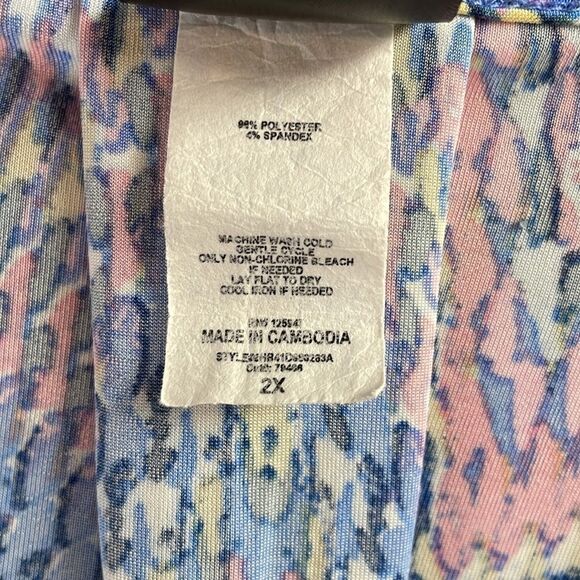 96% POLYESTER
4% SPANDEX
MACHINE WASH COLD
GENTLE CYCLE
ONLY NON-CHLORINE BLEACH
IF NEEDED
LAY FLAT TO DRY
COOL IRON IF NEEDED
RN# 125947
MADE IN CAMBODIA
2X